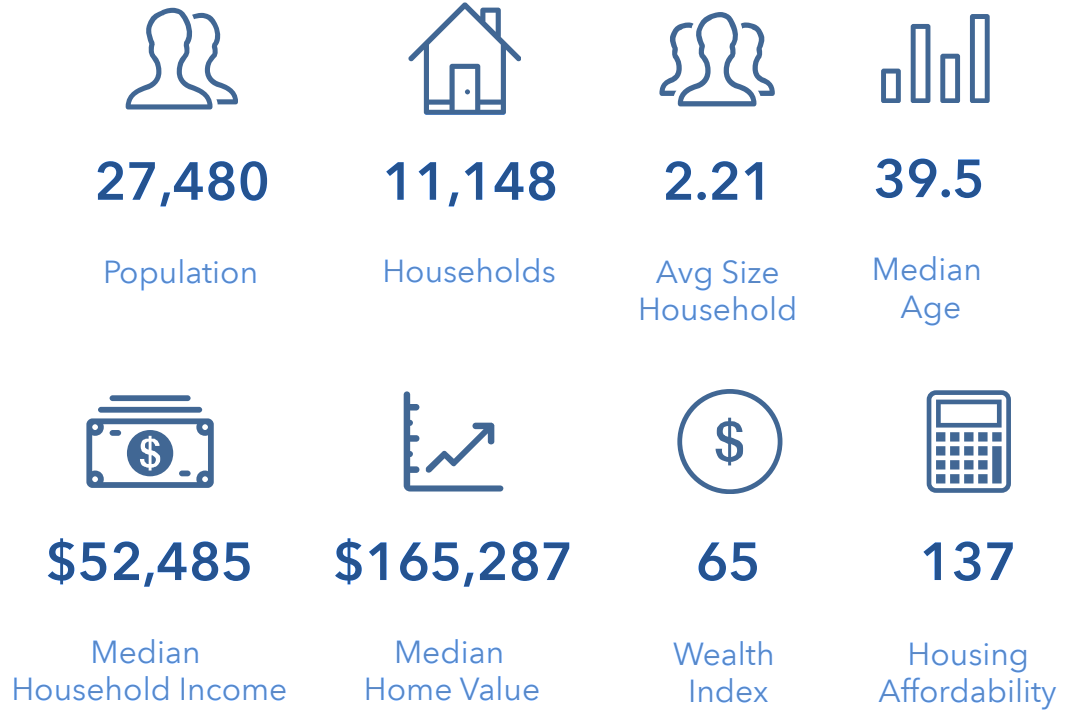 27,480
11,148
2.21
39.5
Population
Households
Avg Size
Household
Median
Age
$
$
$52,485
$165,287
65
137
Median
Household Income
Median
Home Value
Wealth
Index
Housing
Affordability